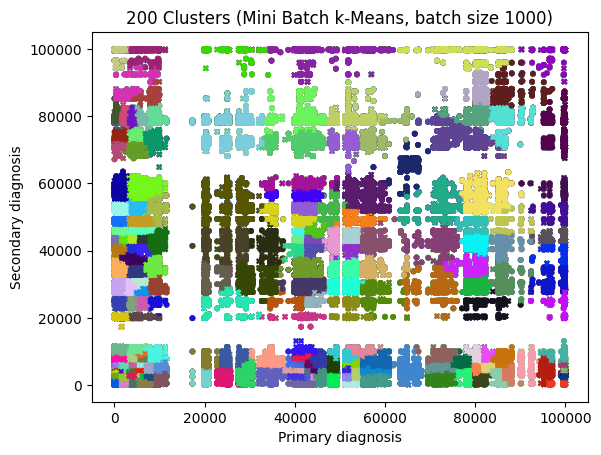 200 Clusters (Mini Batch k-Means, batch size 1000)
100000
80000
60000
40000
20000
0
Secondary diagnosis
0 20000 40000 60000 80000 100000
Primary diagnosis